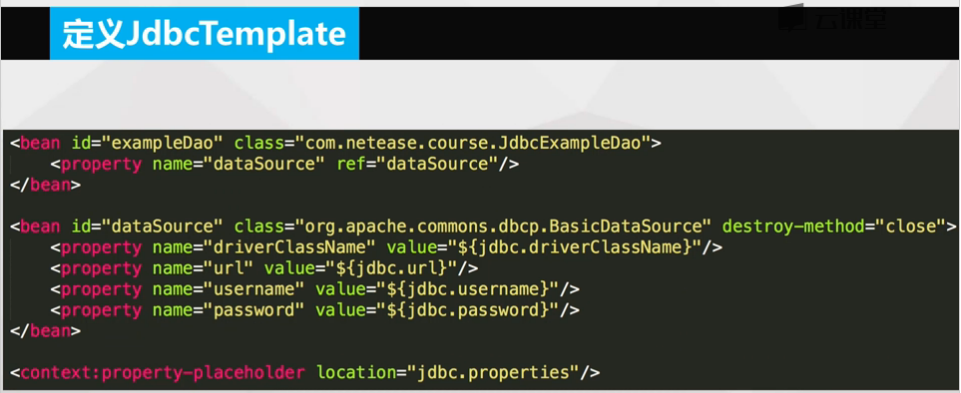 云课堂
定义JdbcTemplate
<bean id="exampleDao" class="com.netease.course.JdbcExampleDao">
    <property name="dataSource" ref="dataSource"/>
</bean>
<bean id="dataSource" class="org.apache.commons.dbcp.BasicDataSource" destroy-method="close">
    <property name="driverClassName" value="${jdbc.driverClassName}"/>
    <property name="url" value="${jdbc.url}"/>
    <property name="username" value="${jdbc.username}"/>
    <property name="password" value="${jdbc.password}"/>
</bean>
<context:property-placeholder location="jdbc.properties"/>